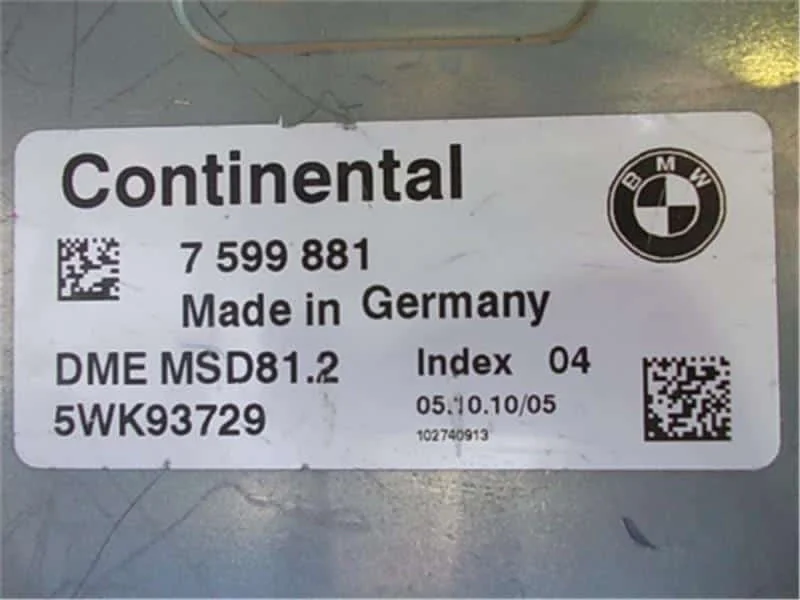 Continental
BMW
7 599 881
Made in Germany
DME MSD81.2
Index 04
5WK93729
05.10.10/05
102740913